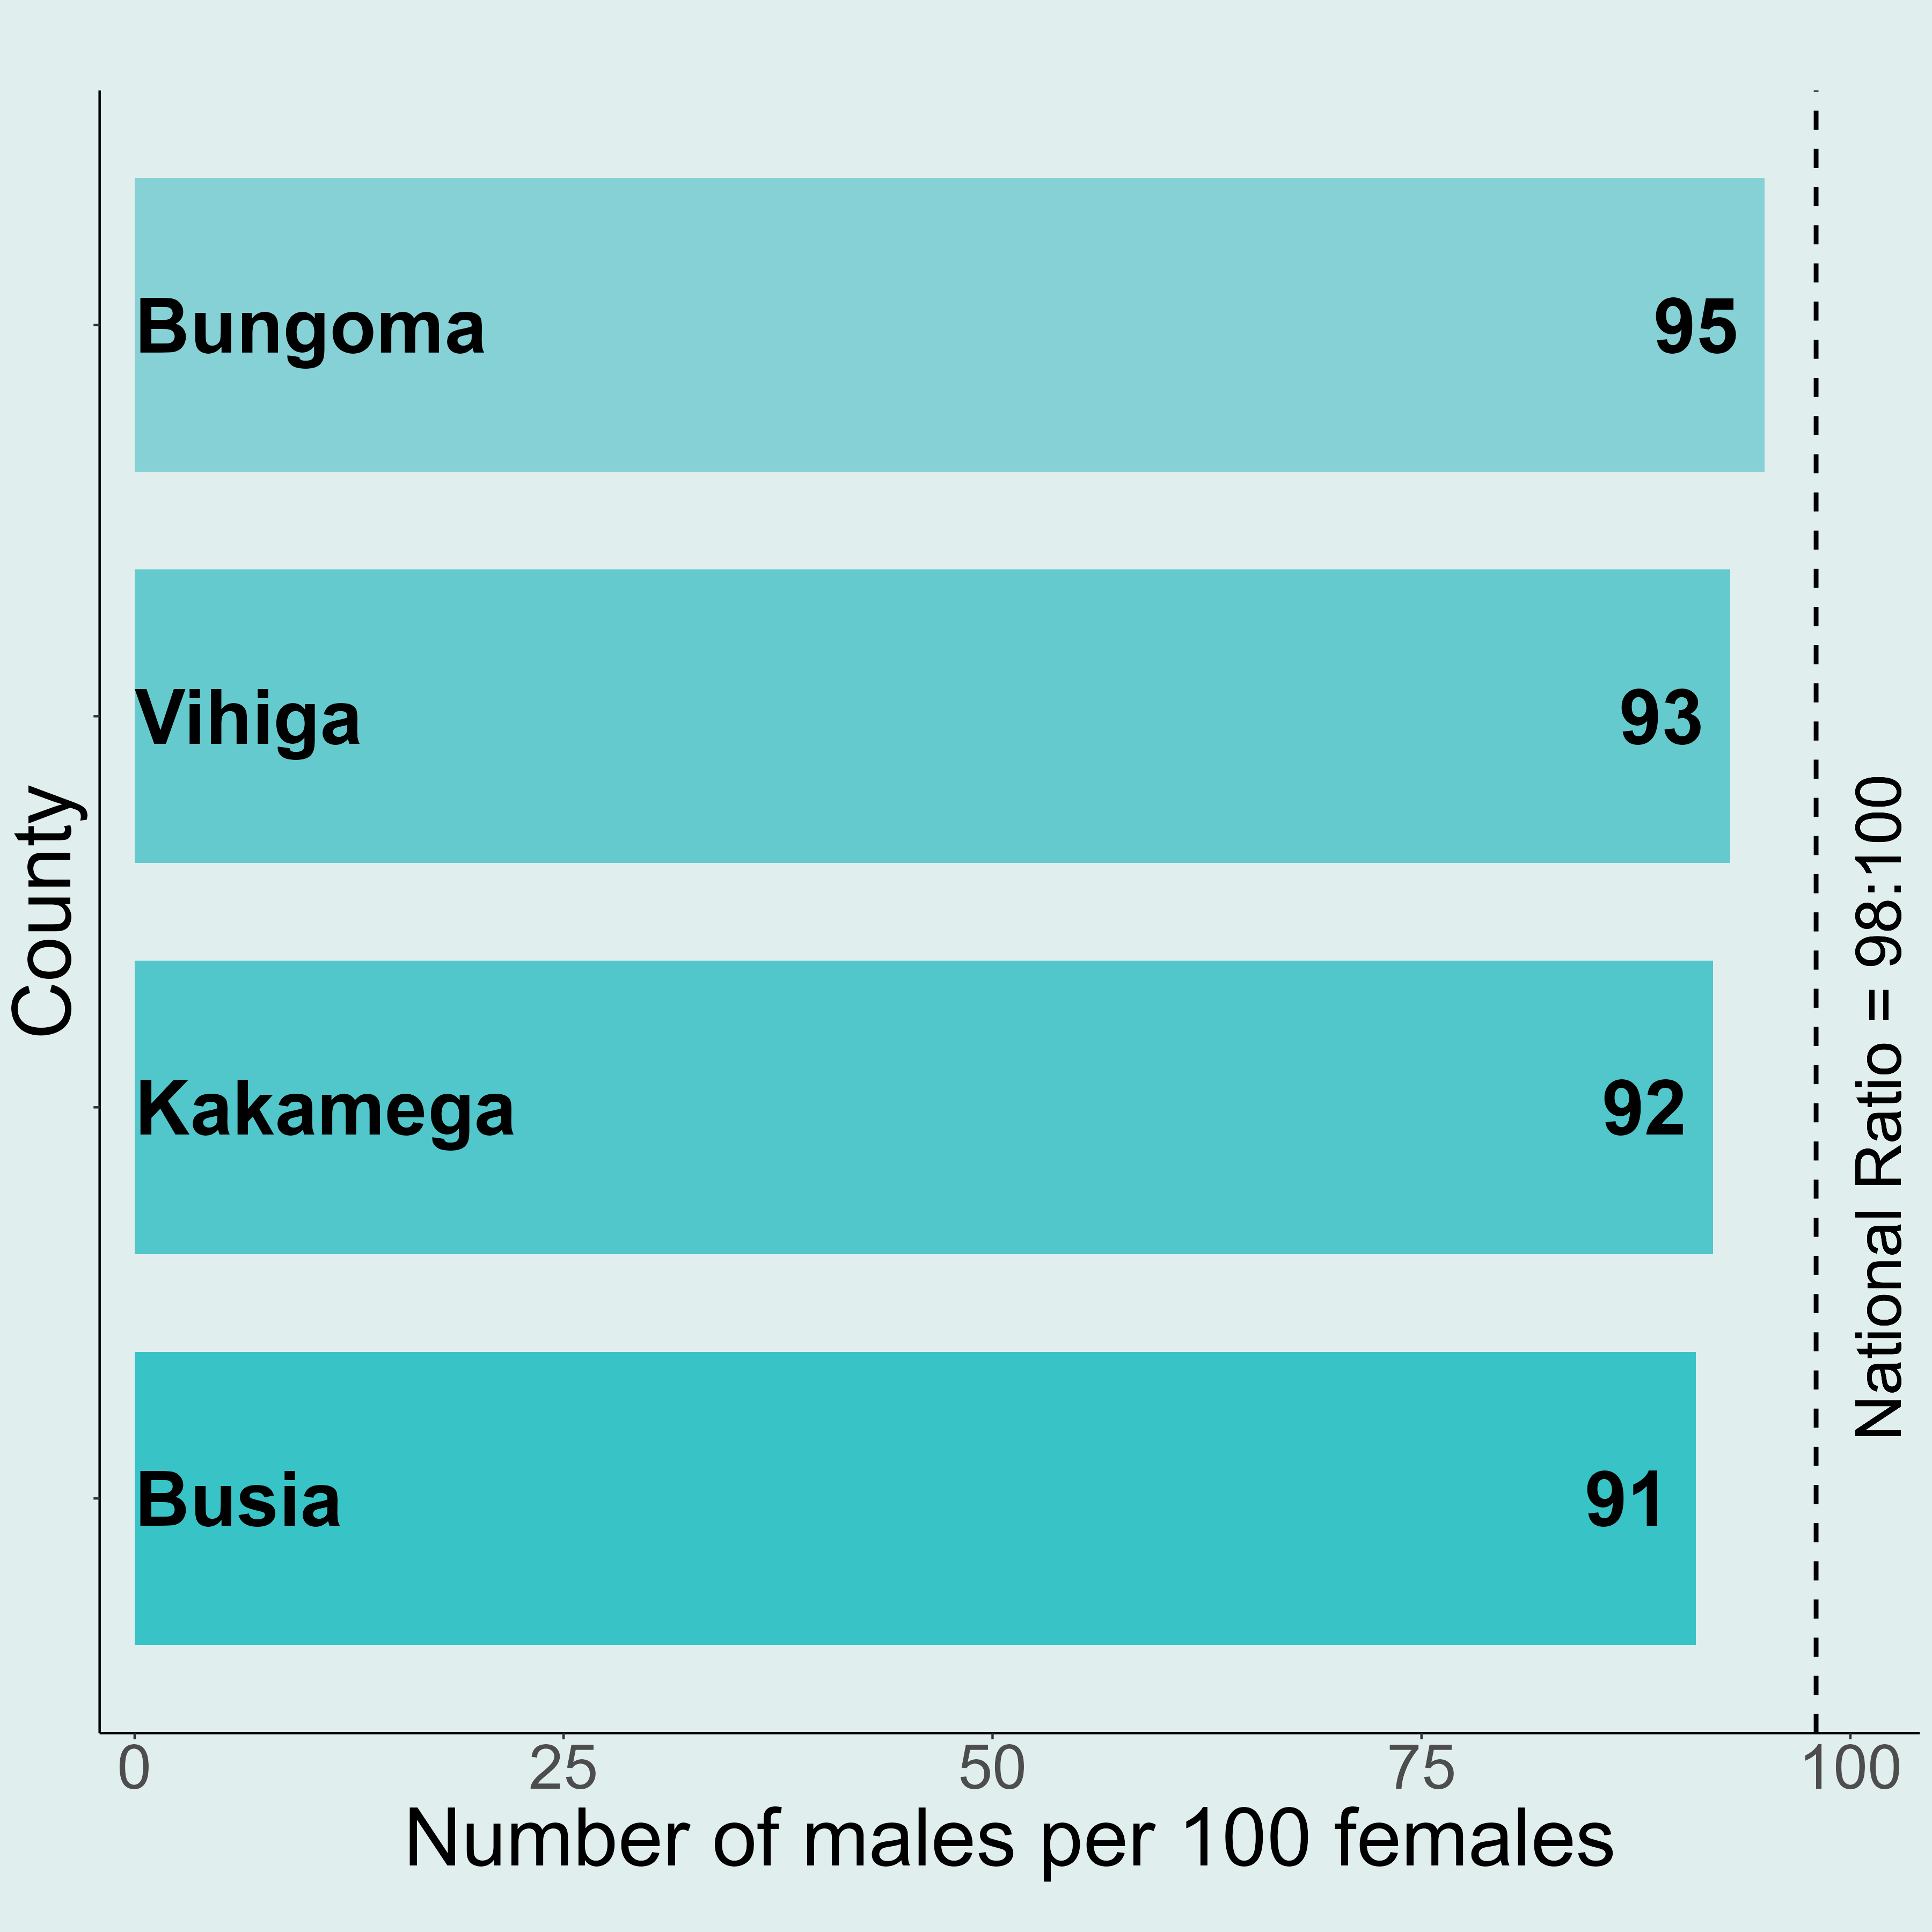 Bungoma 95
Vihiga 93
Kakamega 92
Busia 91
County
National Ratio = 98:100
0 25 50 75 100
Number of males per 100 females